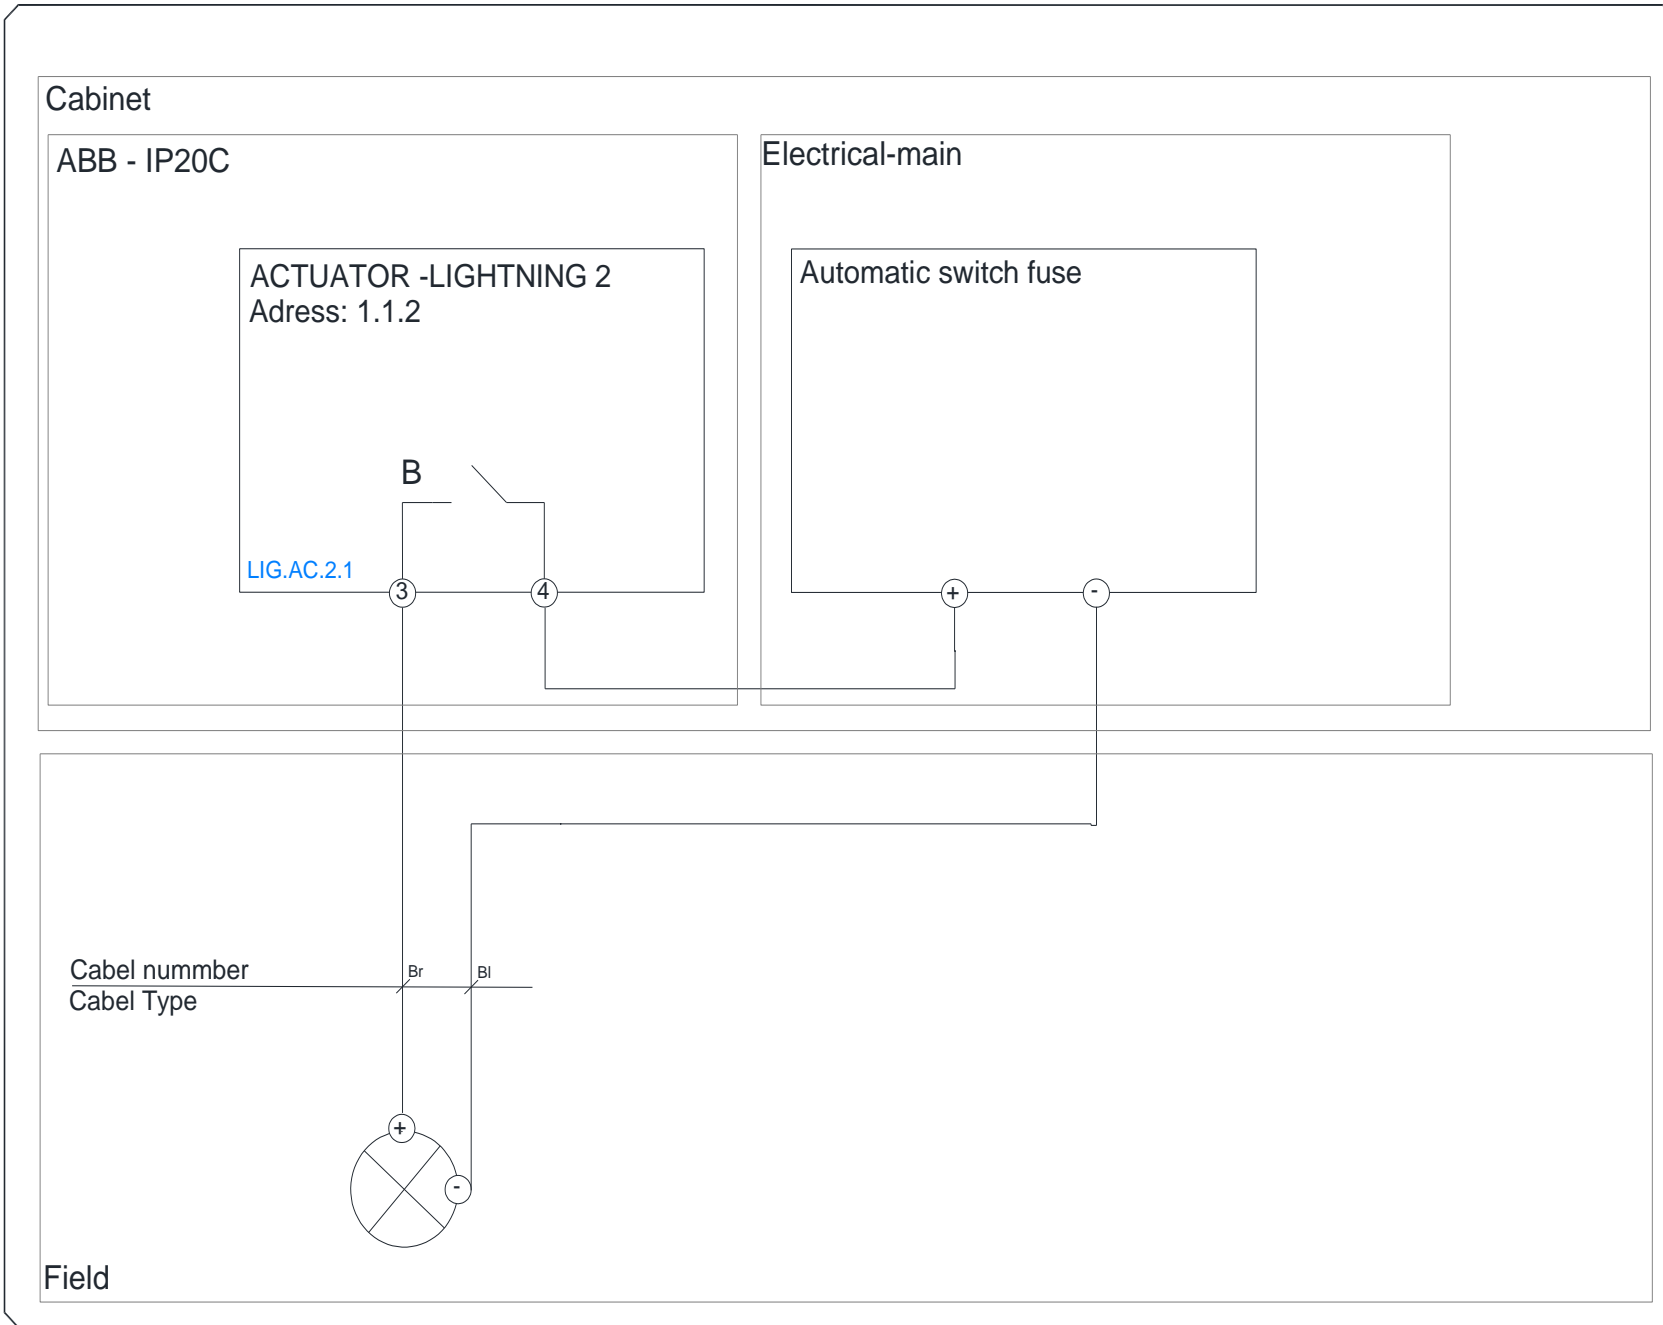 Cabinet
ABB - IP20C
Electrical-main
ACTUATOR -LIGHTNING 2
Adress: 1.1.2
Automatic switch fuse
B
LIG.AC.2.1
3
4
+
-
Cabel nummber
Br
Bl
Cabel Type
+
-
Field